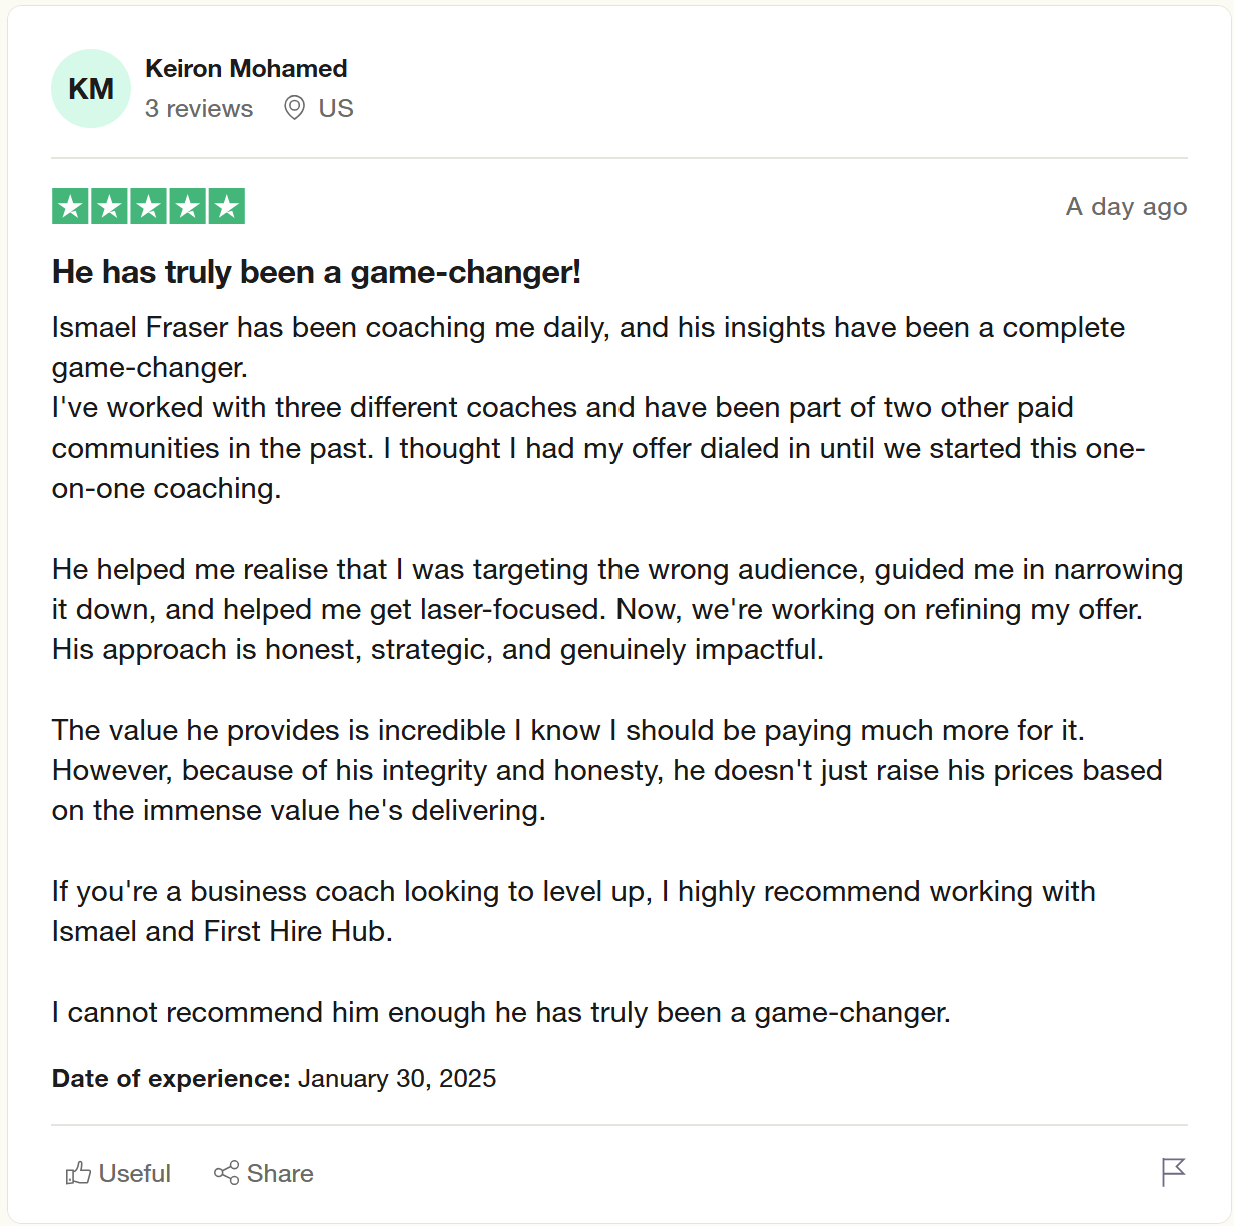 KM
Keiron Mohamed
3 reviews US
A day ago
He has truly been a game-changer!
Ismael Fraser has been coaching me daily, and his insights have been a complete
game-changer.
I've worked with three different coaches and have been part of two other paid
communities in the past. I thought I had my offer dialed in until we started this one-
on-one coaching.
He helped me realise that I was targeting the wrong audience, guided me in narrowing
it down, and helped me get laser-focused. Now, we're working on refining my offer.
His approach is honest, strategic, and genuinely impactful.
The value he provides is incredible I know I should be paying much more for it.
However, because of his integrity and honesty, he doesn't just raise his prices based
on the immense value he's delivering.
If you're a business coach looking to level up, I highly recommend working with
Ismael and First Hire Hub.
I cannot recommend him enough he has truly been a game-changer.
Date of experience: January 30, 2025
Useful Share